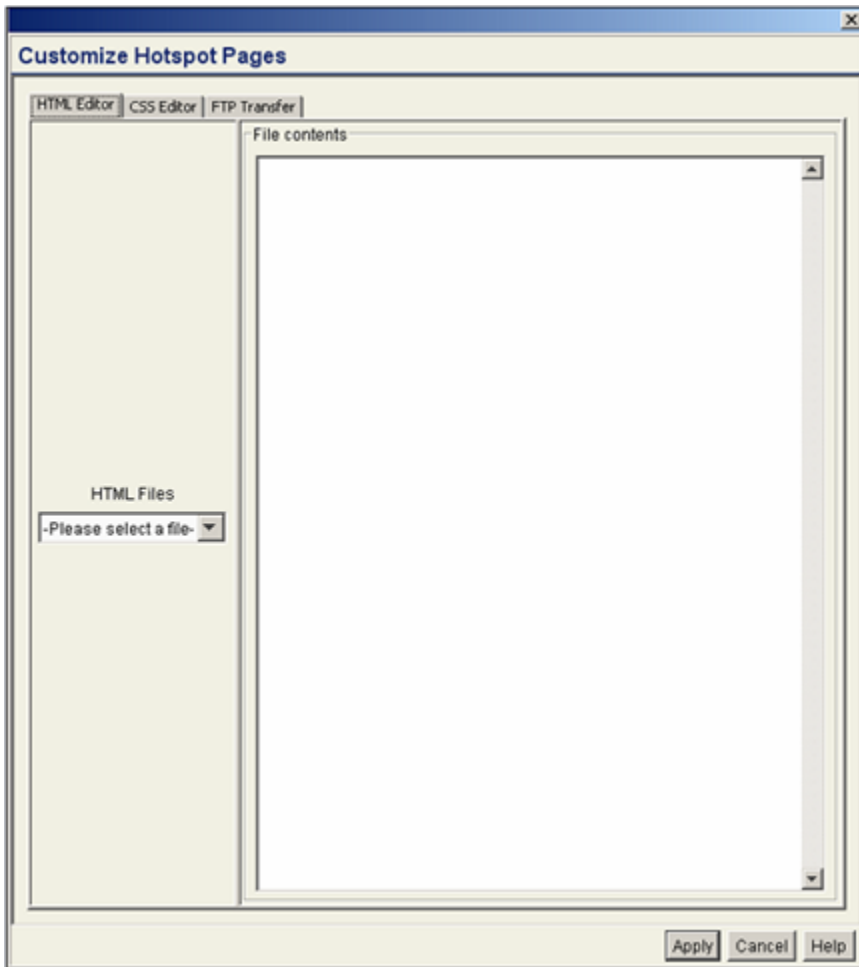 Customize Hotspot Pages
HTML Editor CSS Editor FTP Transfer
File contents
HTML Files
-Please select a file-
Apply Cancel Help